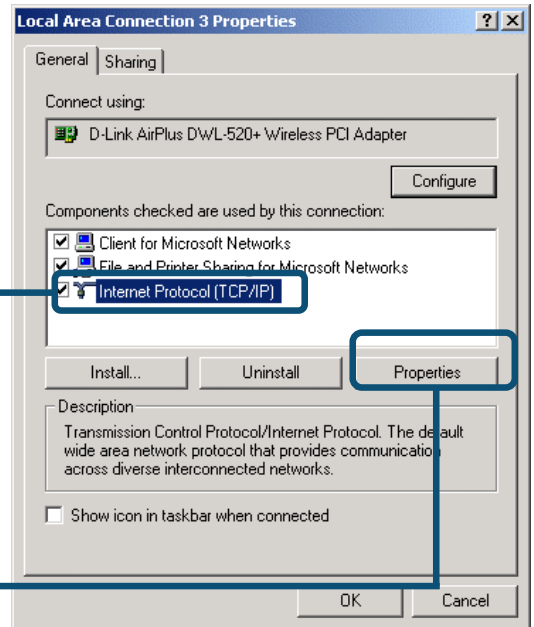 Local Area Connection 3 Properties
General Sharing
Connect using:
D-Link AirPlus DWL-520+ Wireless PCI Adapter
Configure
Components checked are used by this connection:
Client for Microsoft Networks
File and Printer Sharing for Microsoft Networks
Internet Protocol (TCP/IP)
Install... Uninstall Properties
Description
Transmission Control Protocol/Internet Protocol. The default
wide area network protocol that provides communication
across diverse interconnected networks.
Show icon in taskbar when connected
OK Cancel